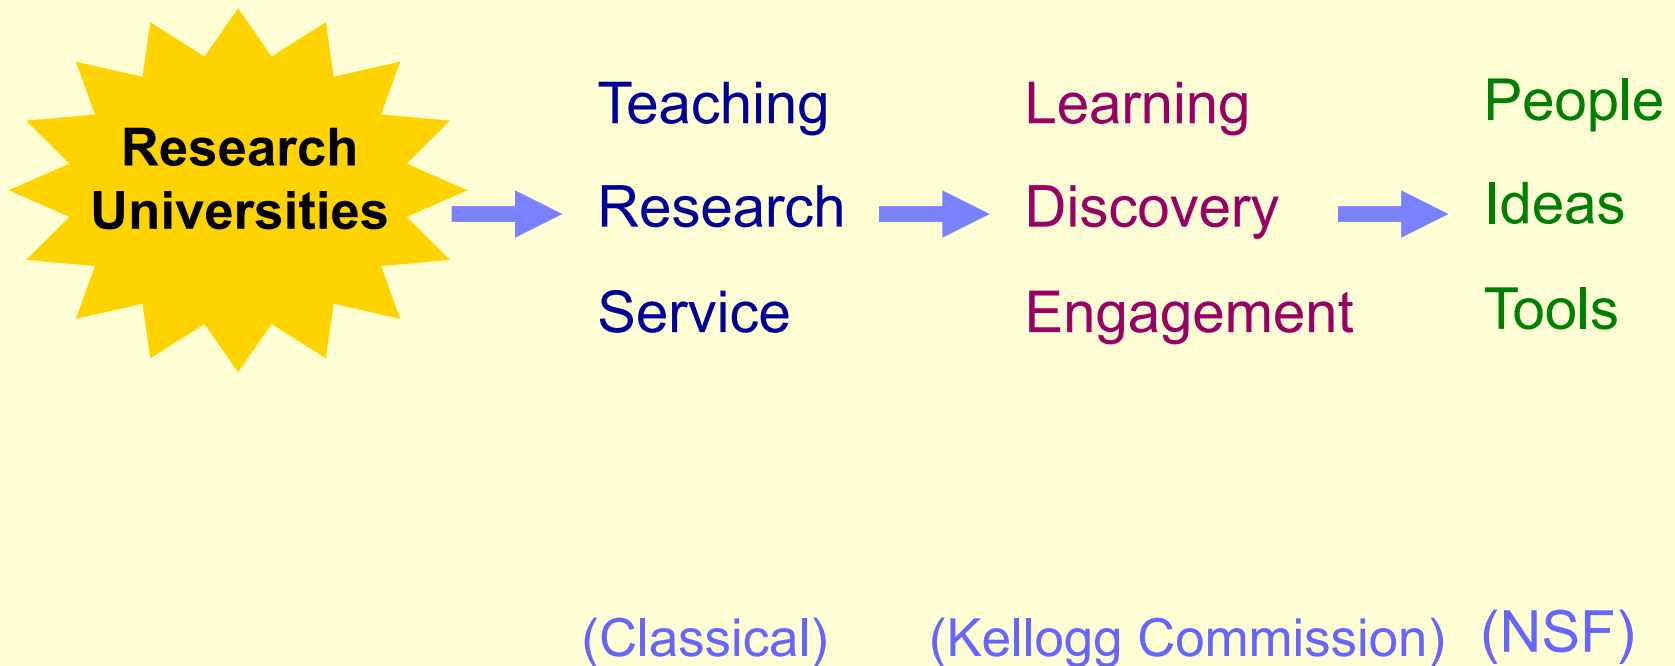 Research
Universities
Teaching
Research
Service
Learning
Discovery
Engagement
People
Ideas
Tools
(Classical)
(Kellogg Commission)
(NSF)